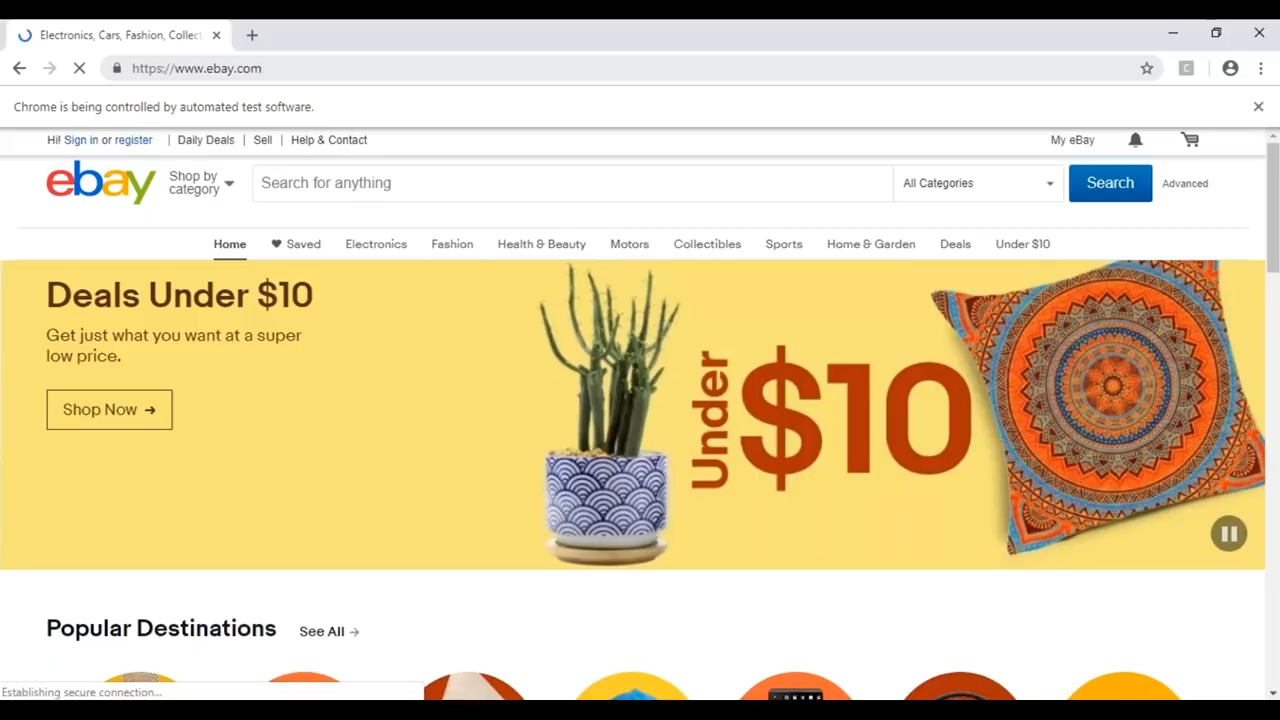 Electronics, Cars, Fashion, Collect
https://www.ebay.com
Chrome is being controlled by automated test software.
Hi! Sign in or register | Daily Deals | Sell | Help & Contact My eBay
ebay
Shop by
category
Search for anything
All Categories
Search
Advanced
Home Saved Electronics Fashion Health & Beauty Motors Collectibles Sports Home & Garden Deals Under $10
Deals Under $10
Get just what you want at a super
low price.
Shop Now →
Under
$10
Popular Destinations See All →
Establishing secure connection...